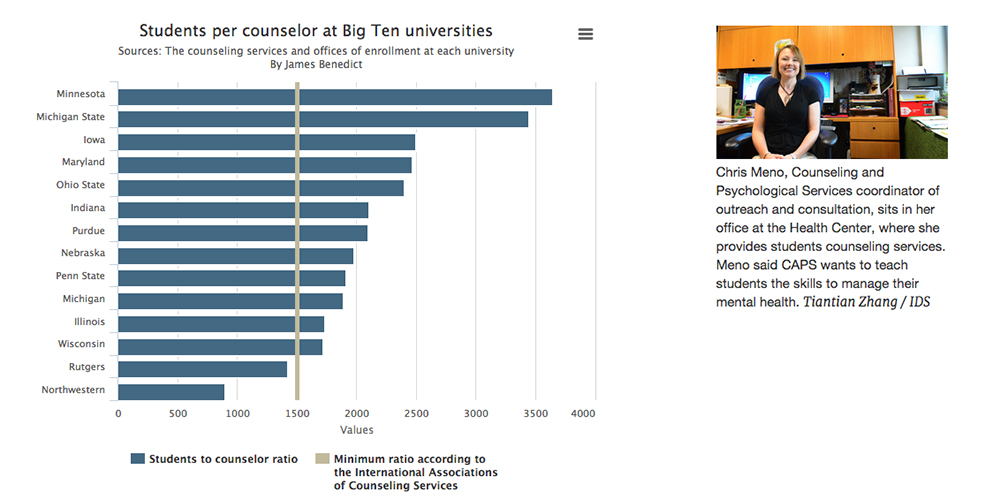 Students per counselor at Big Ten universities
Sources: The counseling services and offices of enrollment at each university
By James Benedict
Minnesota
Michigan State
Iowa
Maryland
Ohio State
Indiana
Purdue
Nebraska
Penn State
Michigan
Illinois
Wisconsin
Rutgers
Northwestern
0 500 1000 1500 2000 2500 3000 3500 4000
Values
Students to counselor ratio
Minimum ratio according to
the International Associations
of Counseling Services
Chris Meno, Counseling and
Psychological Services coordinator of
outreach and consultation, sits in her
office at the Health Center, where she
provides students counseling services.
Meno said CAPS wants to teach
students the skills to manage their
mental health. Tiantian Zhang / IDS